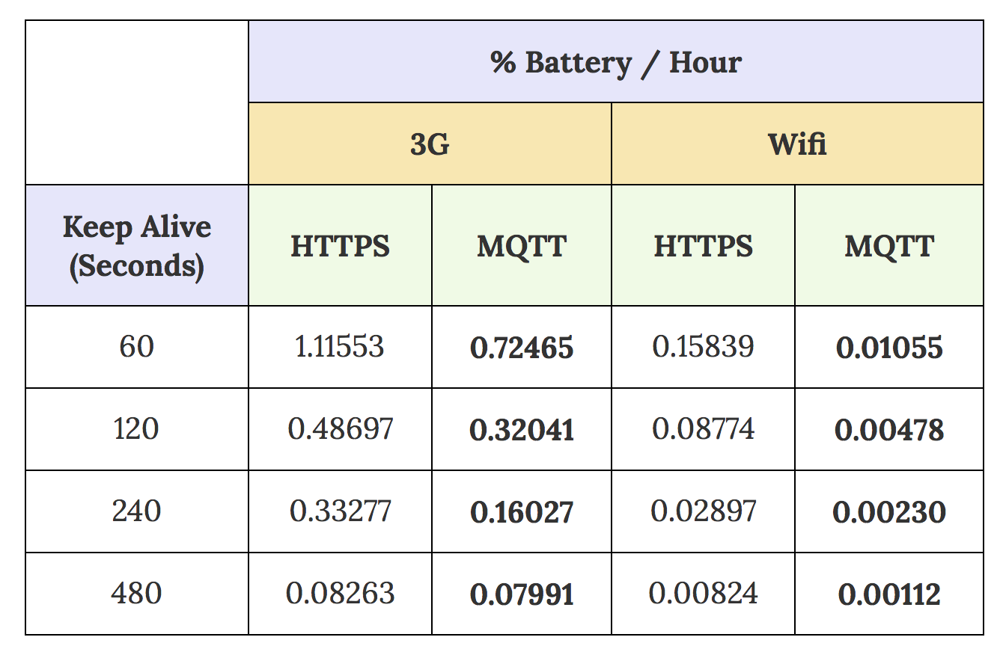 % Battery / Hour
3G Wifi
Keep Alive
(Seconds) HTTPS MQTT HTTPS MQTT
60 1.11553 0.72465 0.15839 0.01055
120 0.48697 0.32041 0.08774 0.00478
240 0.33277 0.16027 0.02897 0.00230
480 0.08263 0.07991 0.00824 0.00112